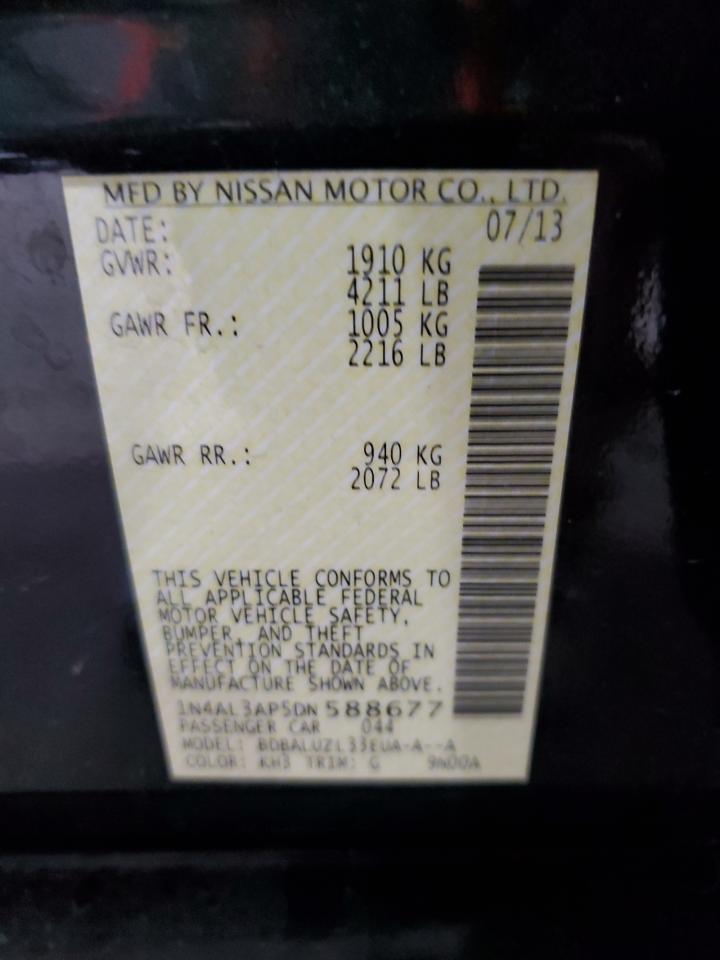 MFD BY NISSAN MOTOR CO., LTD.
DATE: 07/13
GVWR: 1910 KG
4211 LB
GAWR FR.: 1005 KG
2216 LB
GAWR RR.: 940 KG
2072 LB
THIS VEHICLE CONFORMS TO
ALL APPLICABLE FEDERAL
MOTOR VEHICLE SAFETY,
BUMPER, AND THEFT
PREVENTION STANDARDS IN
EFFECT ON THE DATE OF
MANUFACTURE SHOWN ABOVE.
1N4AL3AP5DN588677
PASSENGER CAR 044
MODEL: BDBALUZL33EUA-A--A
COLOR: KH3 TRIM: G